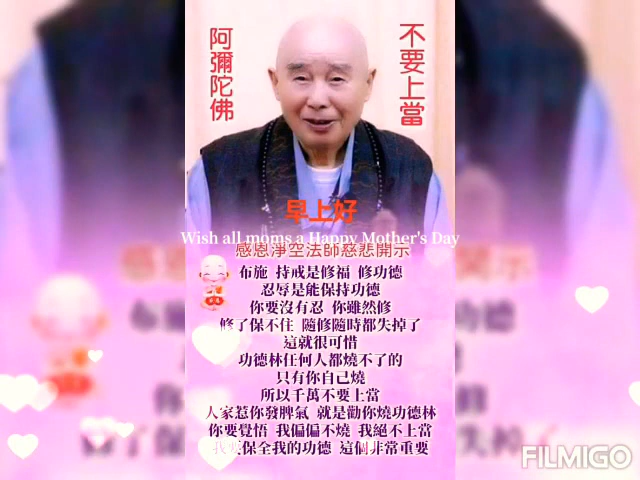 阿彌陀佛
不要上當
早上好
Wish all moms a Happy Mother's Day
感恩淨空法師慈悲開示
布施 持戒是修福 修功德
忍辱是能保持功德
你要沒有忍 你雖然修
修了保不住 隨修隨時都失掉了
這就很可惜
功德林任何人都燒不了的
只有你自己燒
所以千萬不要上當
人家惹你發脾氣 就是勸你燒功德林
你要覺悟 我偏偏不燒 我絕不上當
我要保全我的功德 這個非常重要
FILMIGO